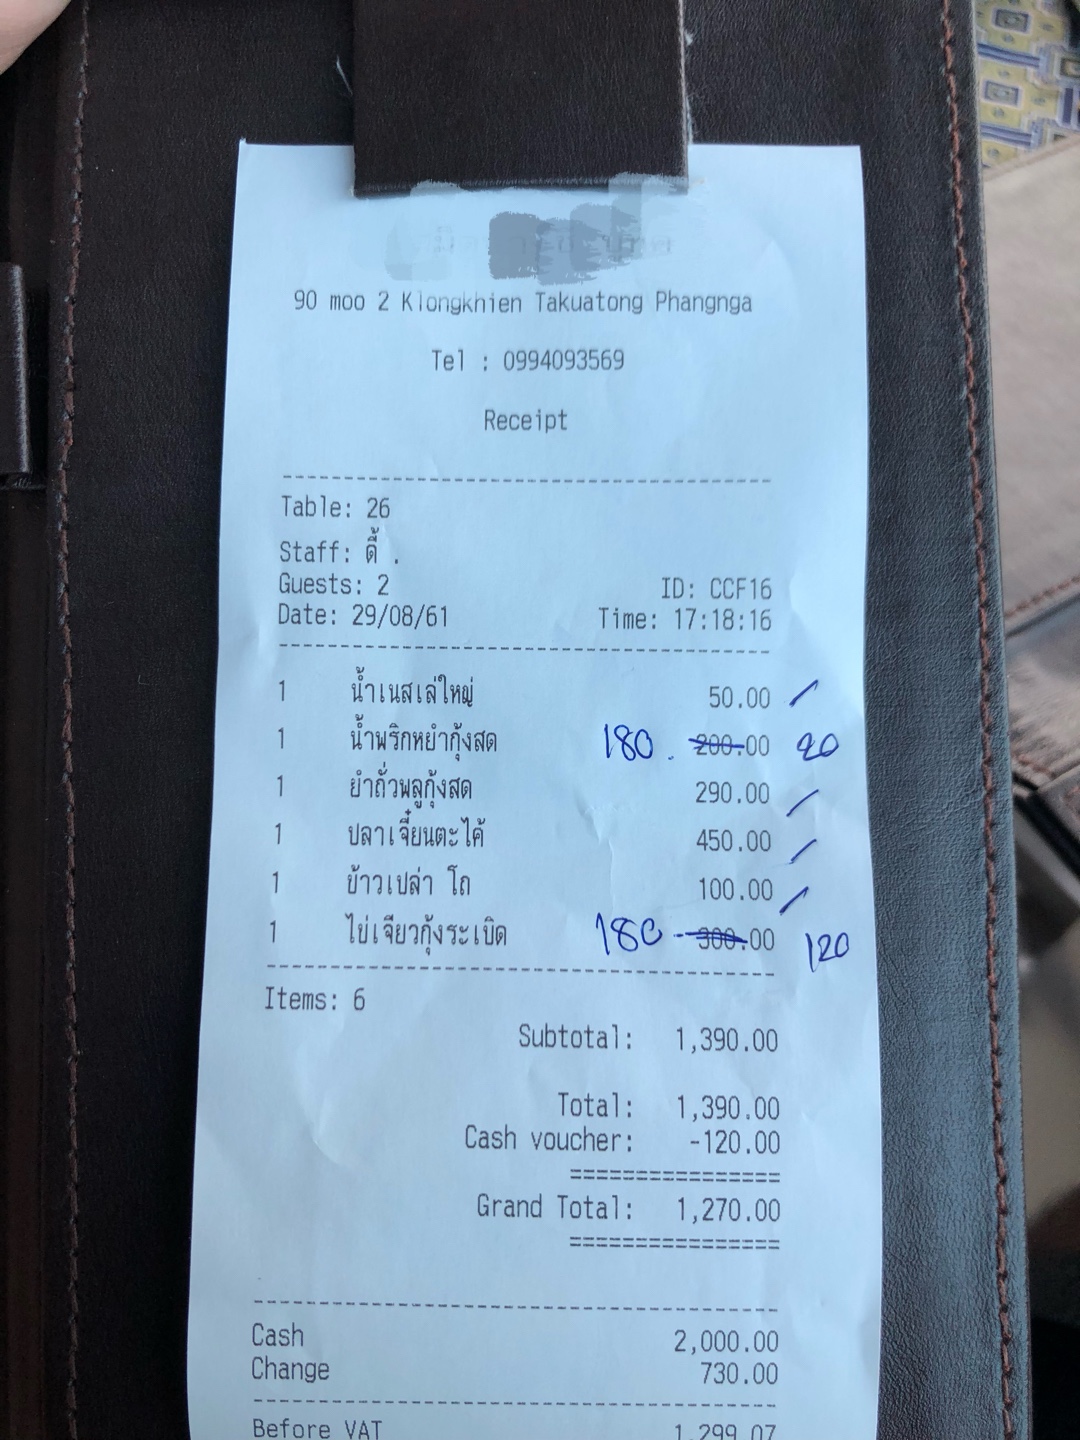 90 moo 2 Klongkhien Takuatong Phangnga
Tel : 0994093569
Receipt
Table: 26
Staff: ดี้ .
Guests: 2 ID: CCF16
Date: 29/08/61 Time: 17:18:16
1 น้ำเนสเล่ใหญ่ 50.00
1 น้ำพริกหยำกุ้งสด 180. 200.00 20
1 ยำถั่วพลูกุ้งสด 290.00
1 ปลาเจี๋ยนตะไค้ 450.00
1 ข้าวเปล่า โถ 100.00
1 ไข่เจียวกุ้งระเบิด 180 300.00 120
Items: 6
Subtotal: 1,390.00
Total: 1,390.00
Cash voucher: -120.00
Grand Total: 1,270.00
Cash 2,000.00
Change 730.00
Before VAT 1,299.07